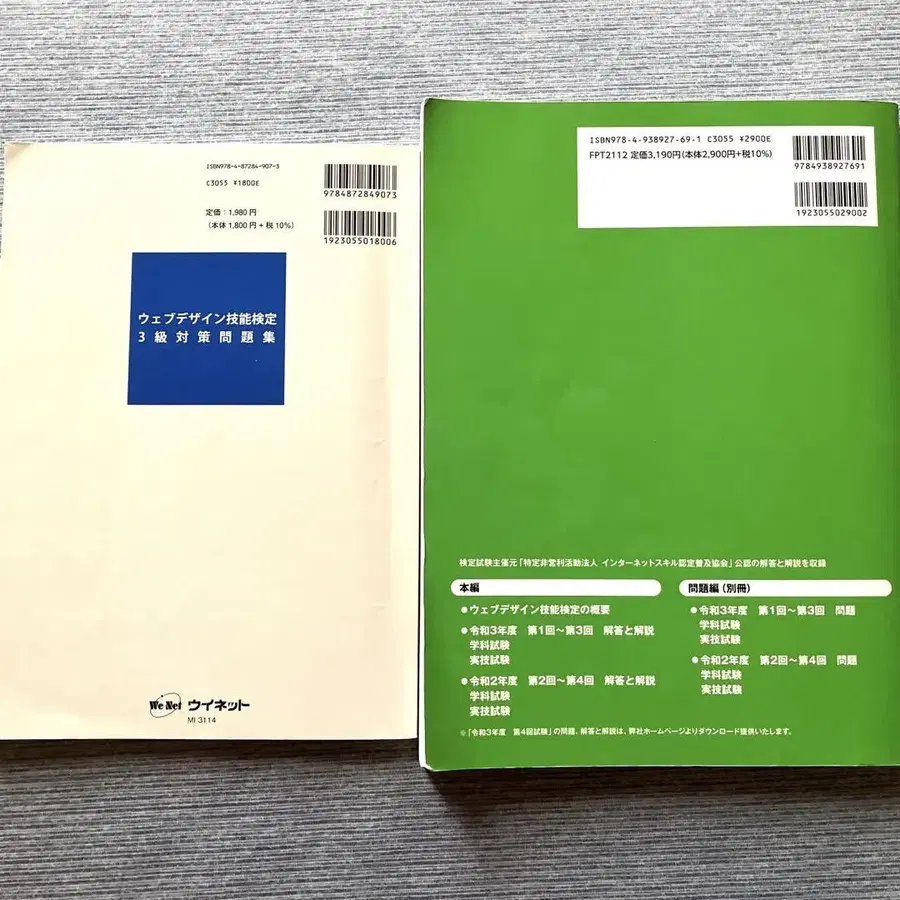 ISBN978-4-87284-907-3
C3055 ¥1800E
9784872849073
定価：1,980円
（本体 1,800 円 + 税 10%）
1923055018006
ウェブデザイン技能検定
3級対策問題集
We Net ウイネット
MI 3114
ISBN978-4-938927-69-1 C3055 ¥2900E
FPT2112 定価3,190円(本体2,900円+税10%)
9784938927691
1923055029002
検定試験主催元「特定非営利活動法人 インターネットスキル認定普及協会」公認の解答と解説を収録
本編
●ウェブデザイン技能検定の概要
●令和3年度 第1回～第3回 解答と解説
学科試験
実技試験
●令和2年度 第2回～第4回 解答と解説
学科試験
実技試験
問題編（別冊）
●令和3年度 第1回～第3回 問題
学科試験
実技試験
●令和2年度 第2回～第4回 問題
学科試験
実技試験
※「令和3年度 第4回試験」の問題、解答と解説は、弊社ホームページよりダウンロード提供いたします。